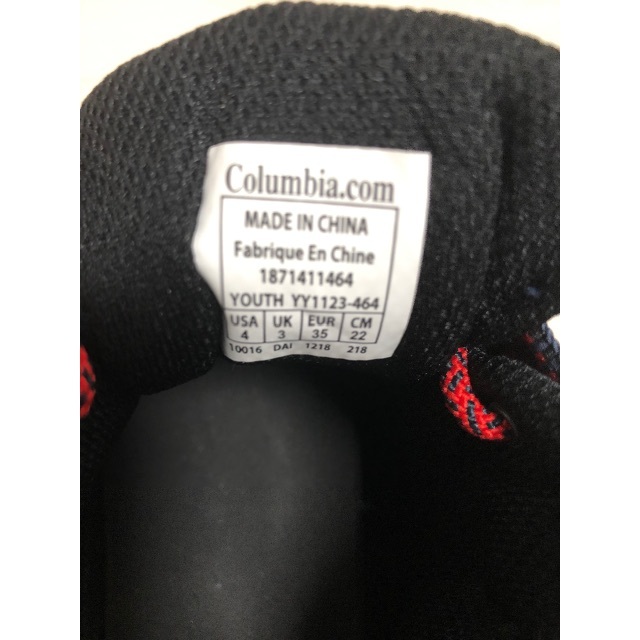 Columbia.com
MADE IN CHINA
Fabrique En Chine
1871411464
YOUTH YY1123-464
USA UK EUR CM
4 3 35 22
10016 DAI 1218 218